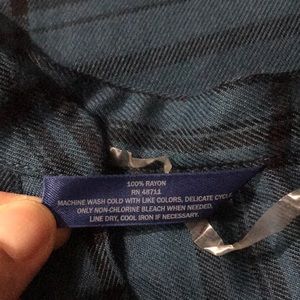 100% RAYON
RN 48711
MACHINE WASH COLD WITH LIKE COLORS, DELICATE CYCLE.
ONLY NON-CHLORINE BLEACH WHEN NEEDED.
LINE DRY, COOL IRON IF NECESSARY.